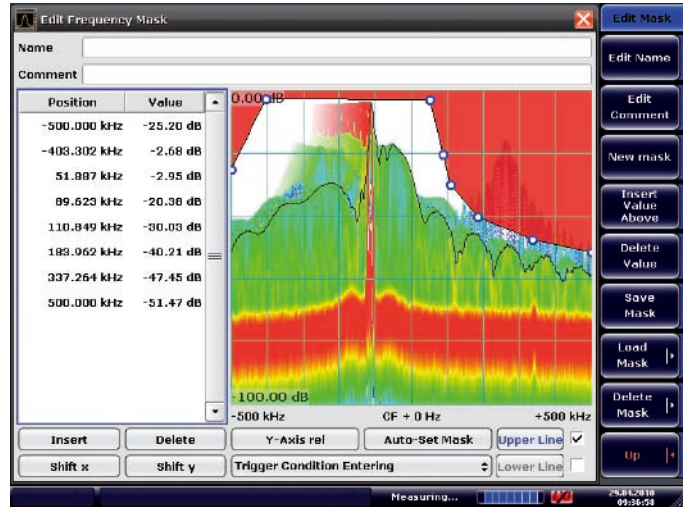 Edit Frequency Mask
Edit Mask
Name
Comment
Position Value
-500.000 kHz -25.20 dB
-403.302 kHz -2.68 dB
51.887 kHz -2.95 dB
89.623 kHz -20.36 dB
110.849 kHz -30.03 dB
183.962 kHz -40.21 dB
337.264 kHz -47.45 dB
500.000 kHz -51.47 dB
0.00 dB
-100.00 dB
-500 kHz CF + 0 Hz +500 kHz
Insert Delete Y-Axis rel Auto-Set Mask Upper Line
Shift x Shift y Trigger Condition Entering Lower Line
Edit Name
Edit
Comment
New mask
Insert
Value
Above
Delete
Value
Save
Mask
Load
Mask
Delete
Mask
Up
Measuring...
29.04.2010
09:36:58